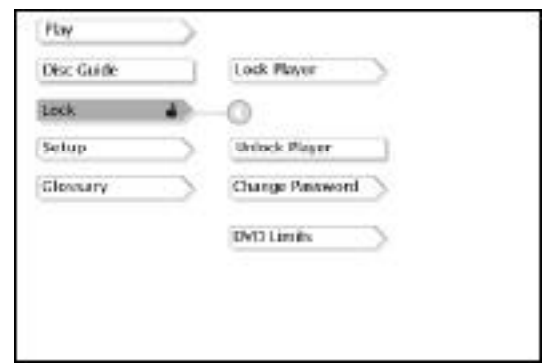 Play
Disc Guide
Lock Player
Lock
Setup
Unlock Player
Glossary
Change Password
DVD Limits